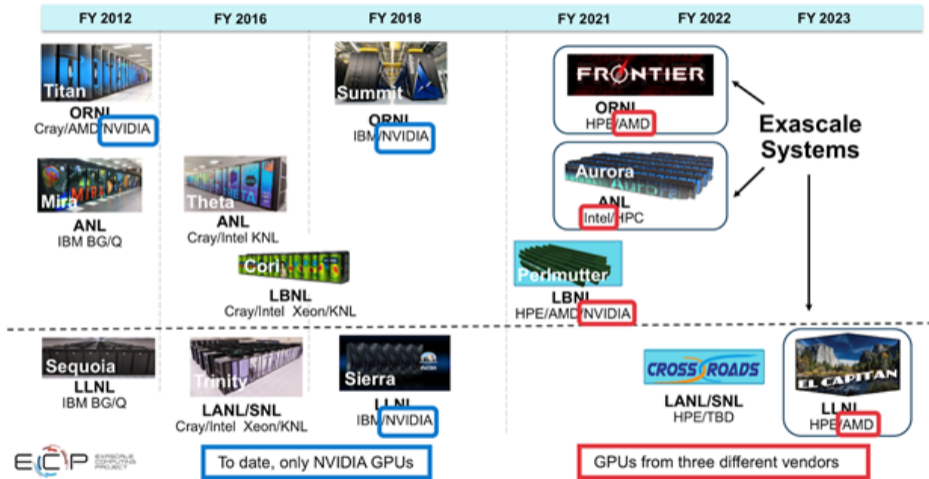 FY 2012
FY 2016
FY 2018
FY 2021
FY 2022
FY 2023
Titan
ORNL
Cray/AMD/NVIDIA
Summit
ORNL
IBM/NVIDIA
FRONTIER
ORNL
HPE/AMD
Exascale
Systems
Mira
ANL
IBM BG/Q
Theta
ANL
Cray/Intel KNL
Aurora
ANL
Intel/HPC
Cori
LBNL
Cray/Intel Xeon/KNL
Perlmutter
LBNL
HPE/AMD/NVIDIA
Sequoia
LLNL
IBM BG/Q
Trinity
LANL/SNL
Cray/Intel Xeon/KNL
Sierra
LLNL
IBM/NVIDIA
CROSSROADS
LANL/SNL
HPE/TBD
EL CAPITAN
LLNL
HPE/AMD
ECP
EXASCALE
COMPUTING
PROJECT
To date, only NVIDIA GPUs
GPUs from three different vendors